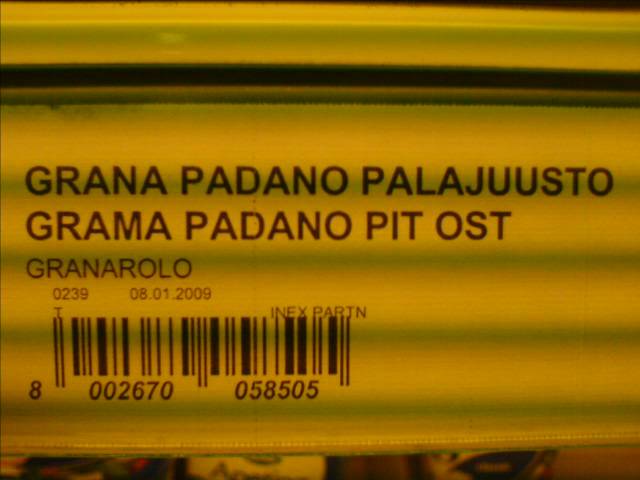 GRANA PADANO PALAJUUSTO
GRAMA PADANO PIT OST
GRANAROLO
0239 08.01.2009
T INEX PARTN
8 002670 058505